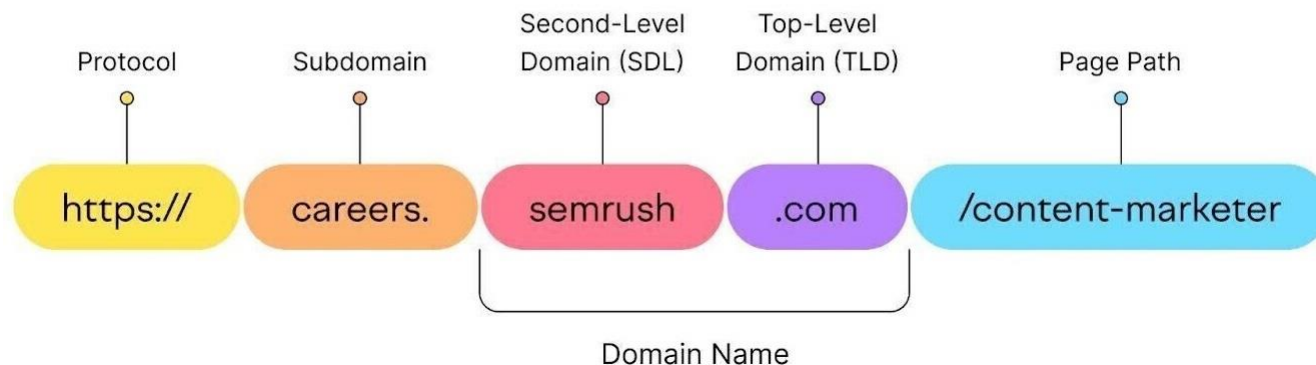 Protocol
Subdomain
Second-Level
Domain (SDL)
Top-Level
Domain (TLD)
Page Path
https://
careers.
semrush
.com
/content-marketer
Domain Name